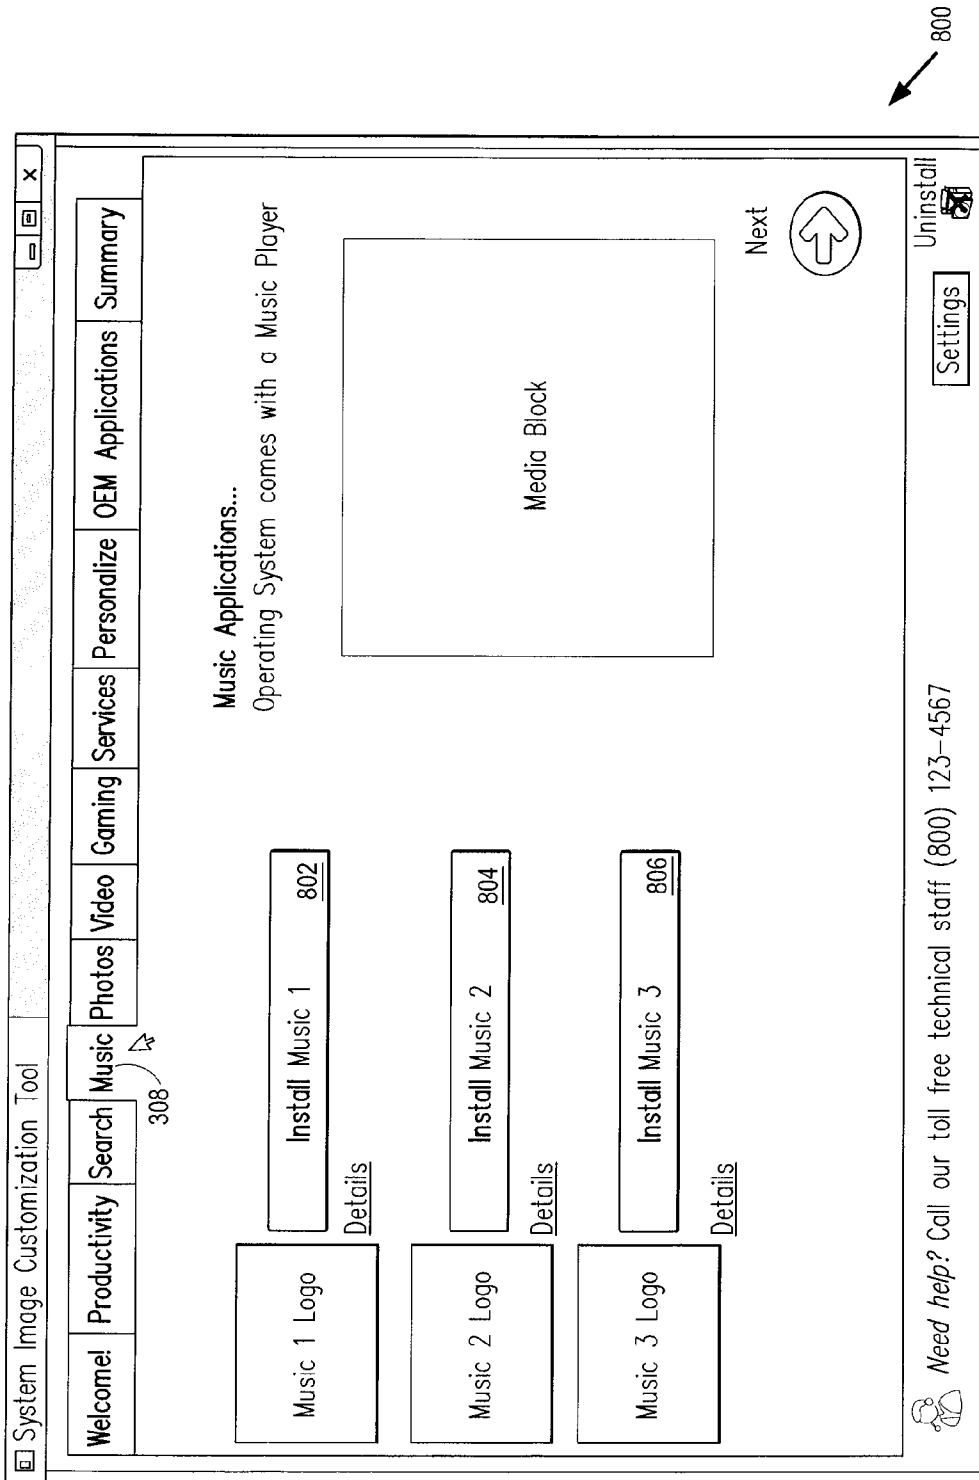 System Image Customization Tool
Welcome! Productivity Search Music Photos Video Gaming Services Personalize OEM Applications Summary
308
Music Applications...
Operating System comes with a Music Player
Music 1 Logo
Install Music 1 802
Details
Music 2 Logo
Install Music 2 804
Details
Music 3 Logo
Install Music 3 806
Details
Media Block
Next
Need help? Call our toll free technical staff (800) 123-4567
Settings
Uninstall
800